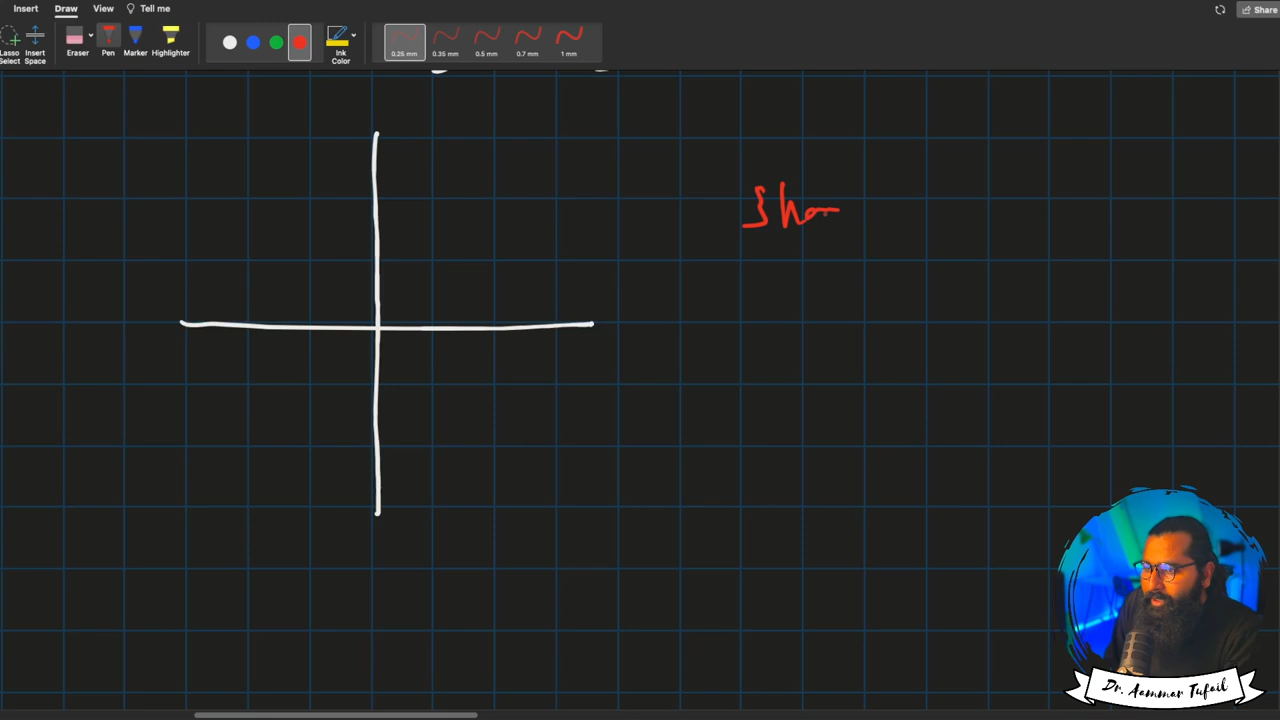 Insert Draw View Tell me Share
Lasso Select Insert Space Eraser Pen Marker Highlighter Ink Color 0.25 mm 0.35 mm 0.5 mm 0.7 mm 1 mm
Dr. Aammar Tufail